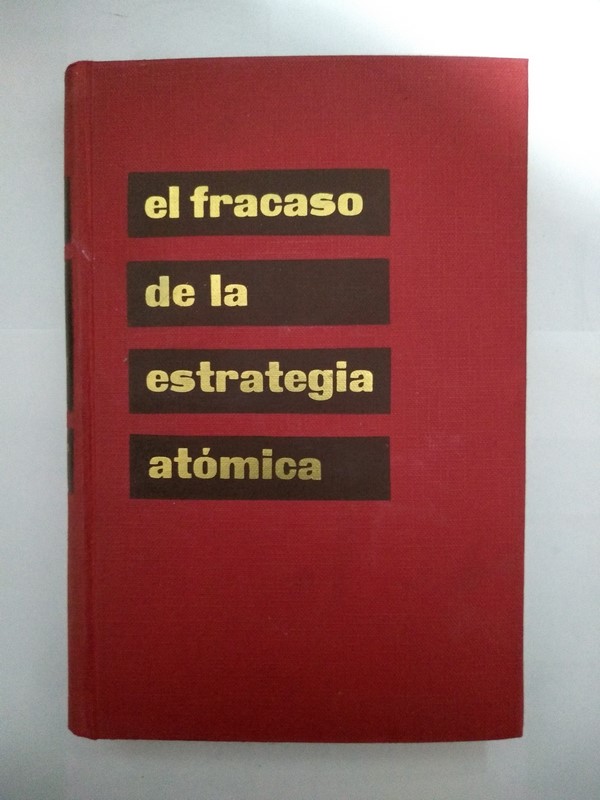 el fracaso
de la
estrategia
atómica